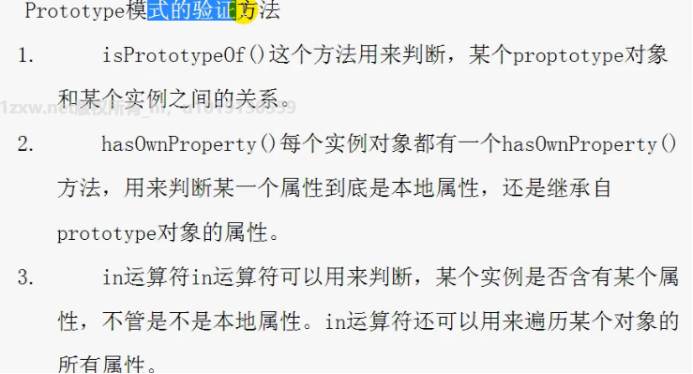 Prototype模式的验证方法
1. isPrototypeOf()这个方法用来判断，某个proptotype对象
和某个实例之间的关系。
2. hasOwnProperty()每个实例对象都有一个hasOwnProperty()
方法，用来判断某一个属性到底是本地属性，还是继承自
prototype对象的属性。
3. in运算符in运算符可以用来判断，某个实例是否含有某个属
性，不管是不是本地属性。in运算符还可以用来遍历某个对象的
所有属性。